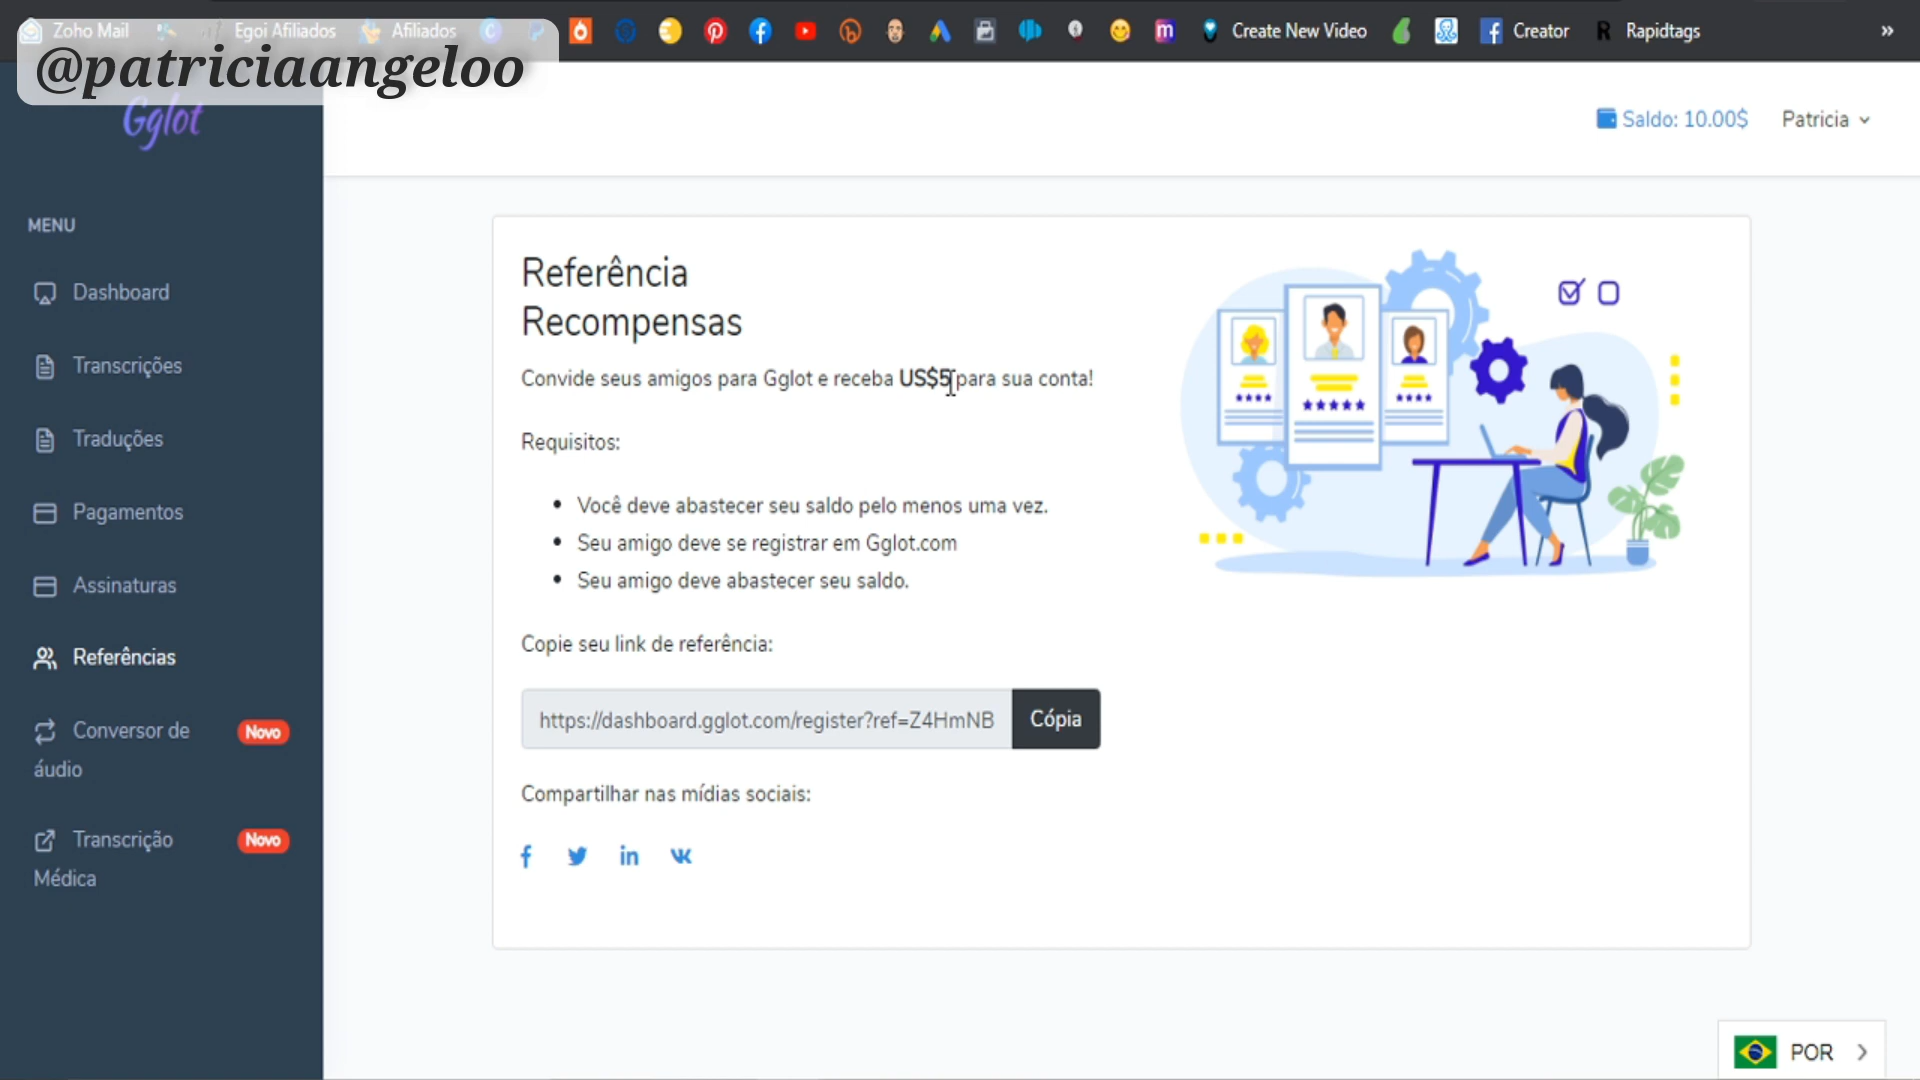 Zoho Mail
Egoi Afiliados
Afiliados
Create New Video
Creator
Rapidtags
@patriciaangeloo
Gglot
Saldo: 10.00$
Patricia
MENU
Dashboard
Transcrições
Traduções
Pagamentos
Assinaturas
Referências
Conversor de áudio
Novo
Transcrição Médica
Novo
Referência
Recompensas
Convide seus amigos para Gglot e receba US$5 para sua conta!
Requisitos:
Você deve abastecer seu saldo pelo menos uma vez.
Seu amigo deve se registrar em Gglot.com
Seu amigo deve abastecer seu saldo.
Copie seu link de referência:
https://dashboard.gglot.com/register?ref=Z4HmNB
Cópia
Compartilhar nas mídias sociais:
POR